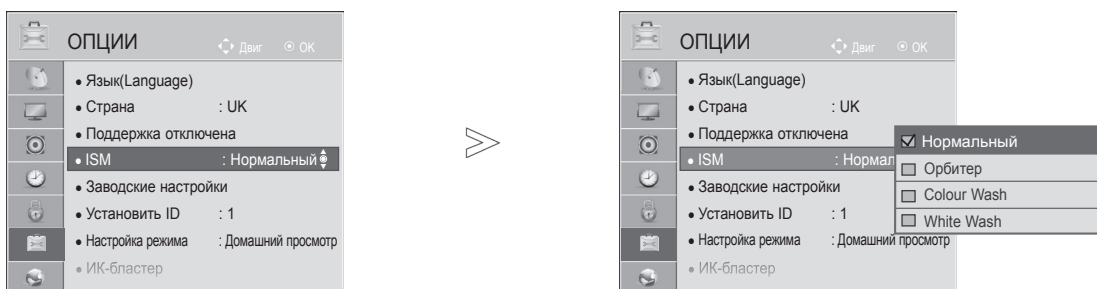 ОПЦИИ
Двиг OK
• Язык(Language)
• Страна : UK
• Поддержка отключена
• ISM : Нормальный
• Заводские настройки
• Установить ID : 1
• Настройка режима : Домашний просмотр
• ИК-бластер
ОПЦИИ
Двиг OK
• Язык(Language)
• Страна : UK
• Поддержка отключена
• ISM : Нормал
• Заводские настройки
• Установить ID : 1
• Настройка режима : Домашний просмотр
• ИК-бластер
Нормальный
Орбитер
Colour Wash
White Wash